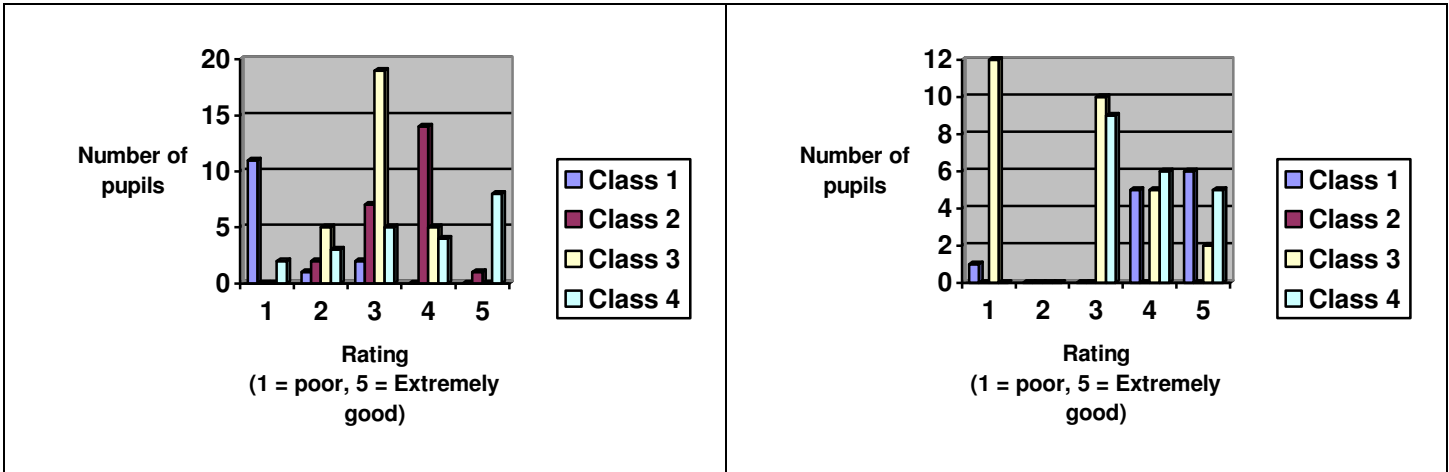 20
15
10
5
0
Number of
pupils
1 2 3 4 5
Rating
(1 = poor, 5 = Extremely
good)
Class 1
Class 2
Class 3
Class 4
12
10
8
6
4
2
0
Number of
pupils
1 2 3 4 5
Rating
(1 = poor, 5 = Extremely
good)
Class 1
Class 2
Class 3
Class 4